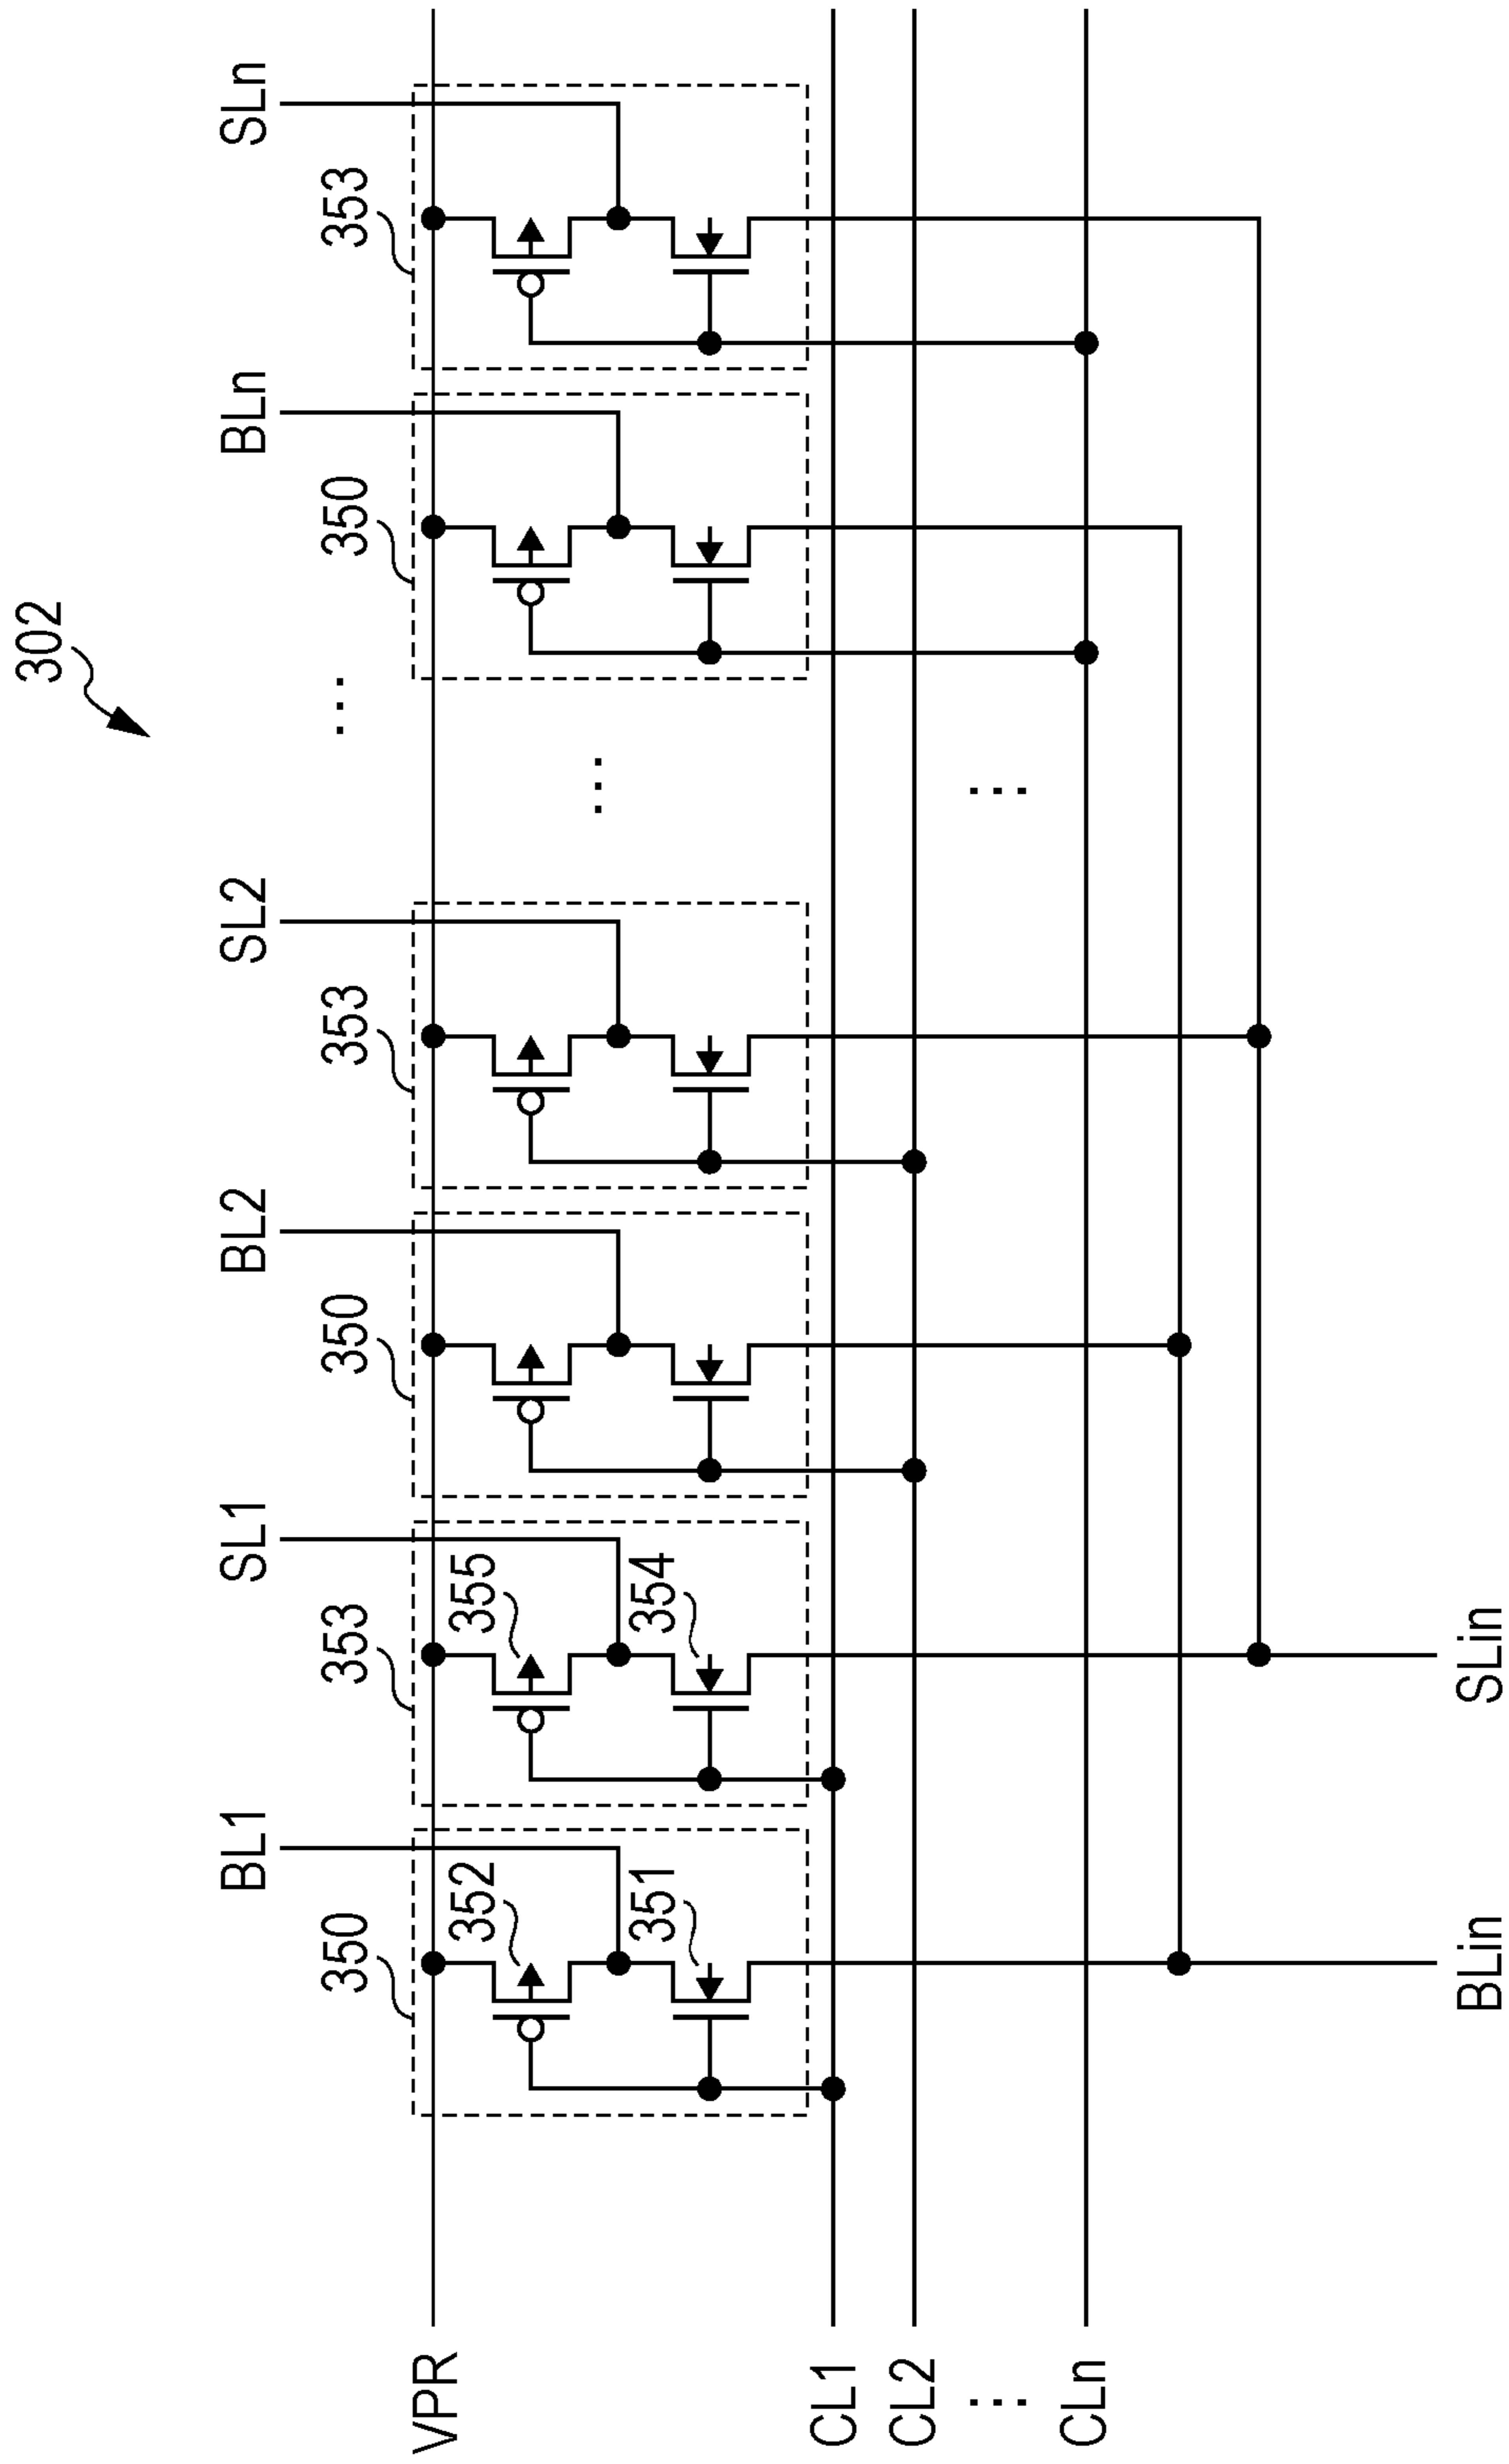 302
BL1 SL1 BL2 SL2 BLn SLn
350 353 350 353 ... 350 353
VPR
352 355
...
351 354
CL1
CL2
... ...
CLn
BLin SLin